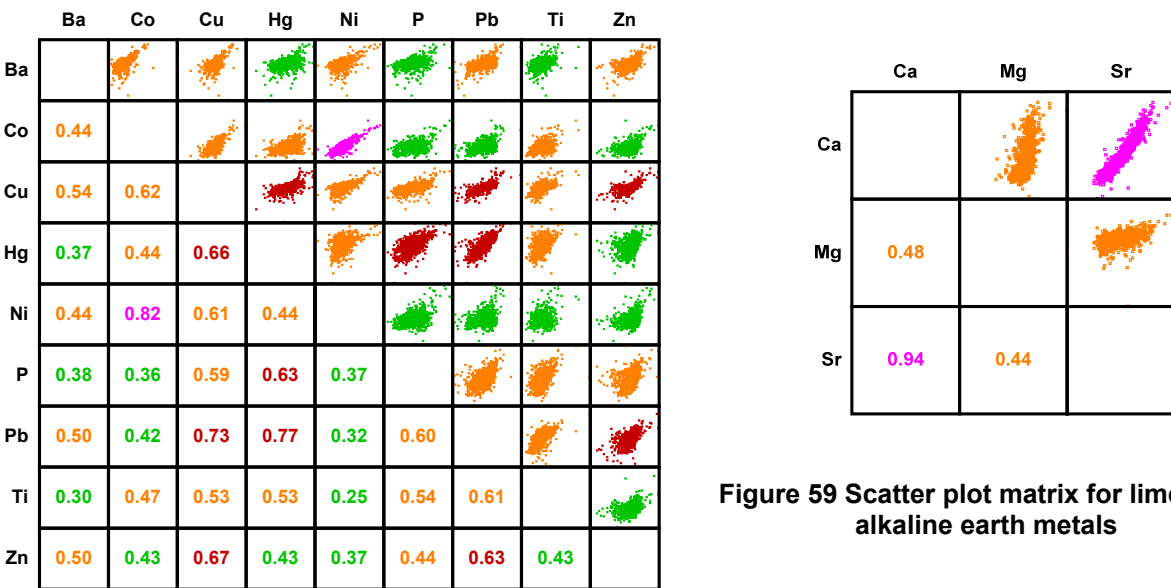 Ba Co Cu Hg Ni P Pb Ti Zn
Ba
Co 0.44
Cu 0.54 0.62
Hg 0.37 0.44 0.66
Ni 0.44 0.82 0.61 0.44
P 0.38 0.36 0.59 0.63 0.37
Pb 0.50 0.42 0.73 0.77 0.32 0.60
Ti 0.30 0.47 0.53 0.53 0.25 0.54 0.61
Zn 0.50 0.43 0.67 0.43 0.37 0.44 0.63 0.43
Ca Mg Sr
Ca
Mg 0.48
Sr 0.94 0.44
Figure 59 Scatter plot matrix for
alkaline earth metals